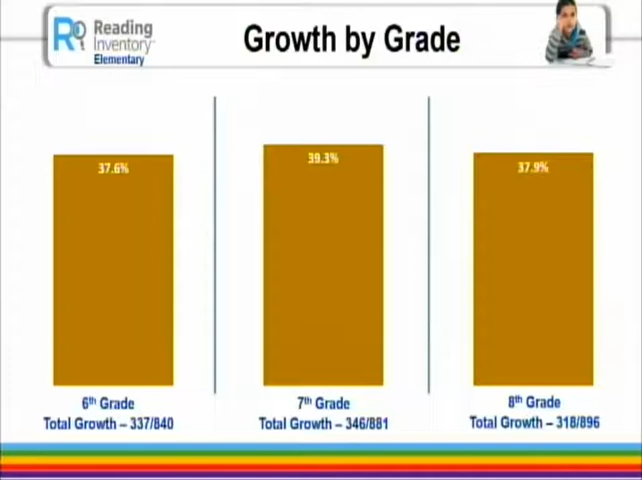 Reading
Inventory
Elementary
Growth by Grade
37.6%
39.3%
37.9%
6th Grade
Total Growth – 337/840
7th Grade
Total Growth – 346/881
8th Grade
Total Growth – 318/896